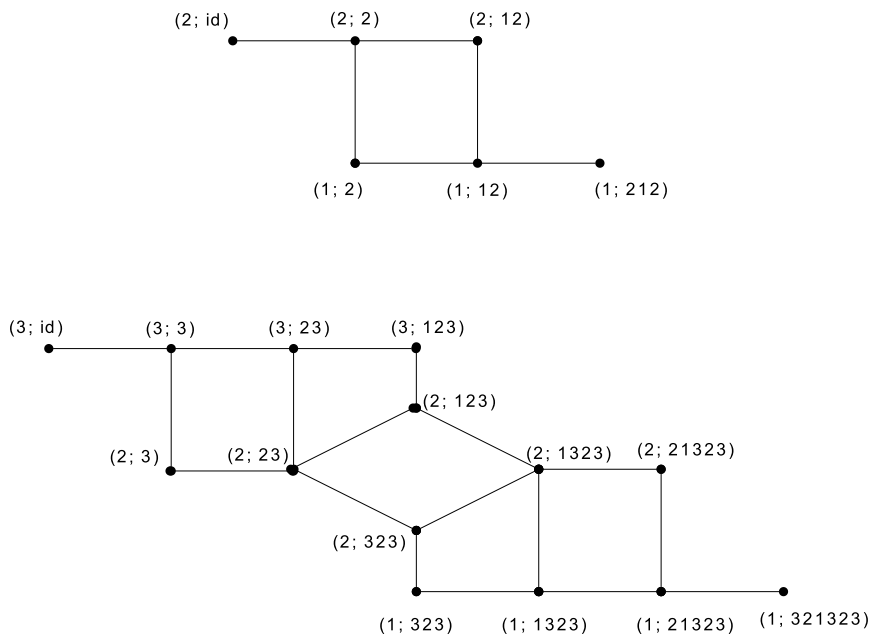 (2; id) (2; 2) (2; 12)
(1; 2) (1; 12) (1; 212)
(3; id) (3; 3) (3; 23) (3; 123)
(2; 123)
(2; 3) (2; 23) (2; 1323) (2; 21323)
(2; 323)
(1; 323) (1; 1323) (1; 21323) (1; 321323)